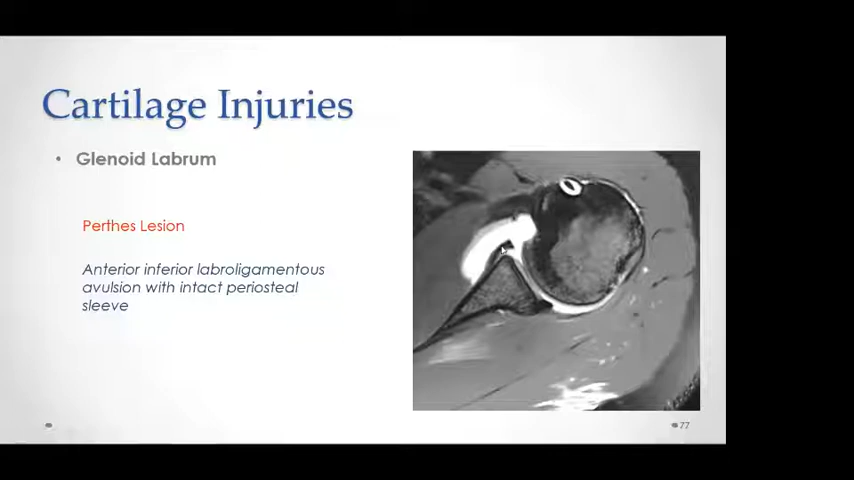 Cartilage Injuries
• Glenoid Labrum
Perthes Lesion
Anterior inferior labroligamentous
avulsion with intact periosteal
sleeve
77